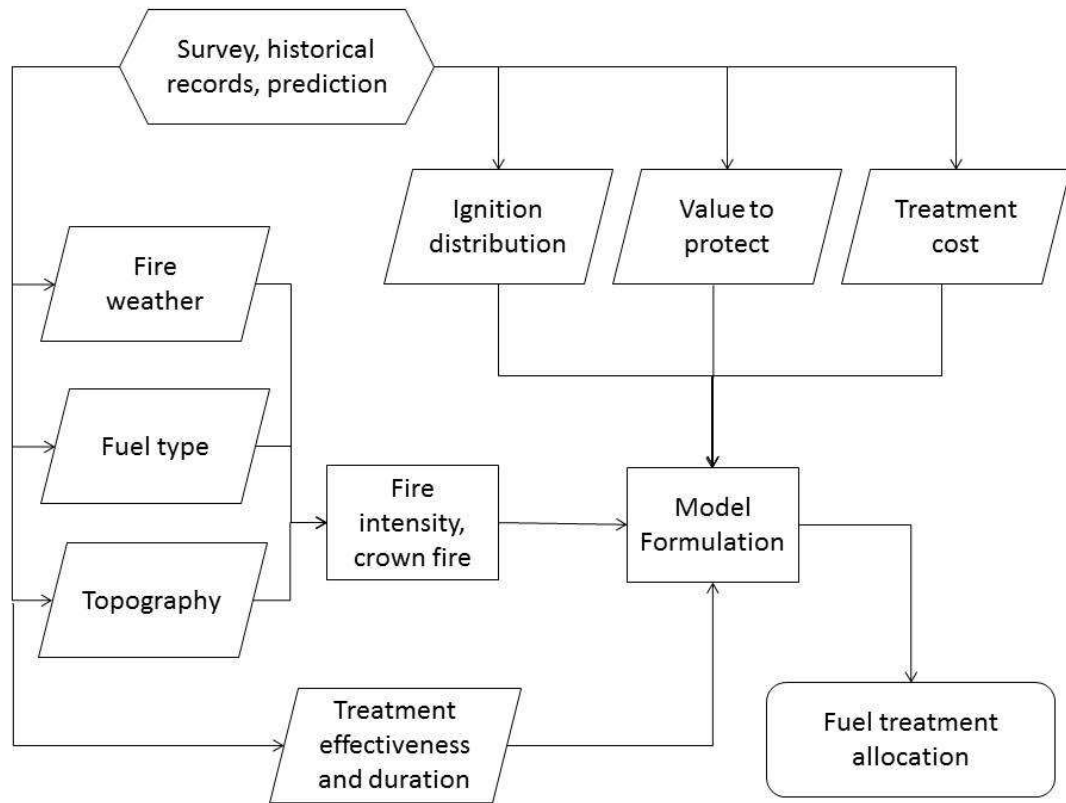 Survey, historical
records, prediction
Ignition
distribution
Value to
protect
Treatment
cost
Fire
weather
Fuel type
Fire
intensity,
crown fire
Model
Formulation
Topography
Treatment
effectiveness
and duration
Fuel treatment
allocation